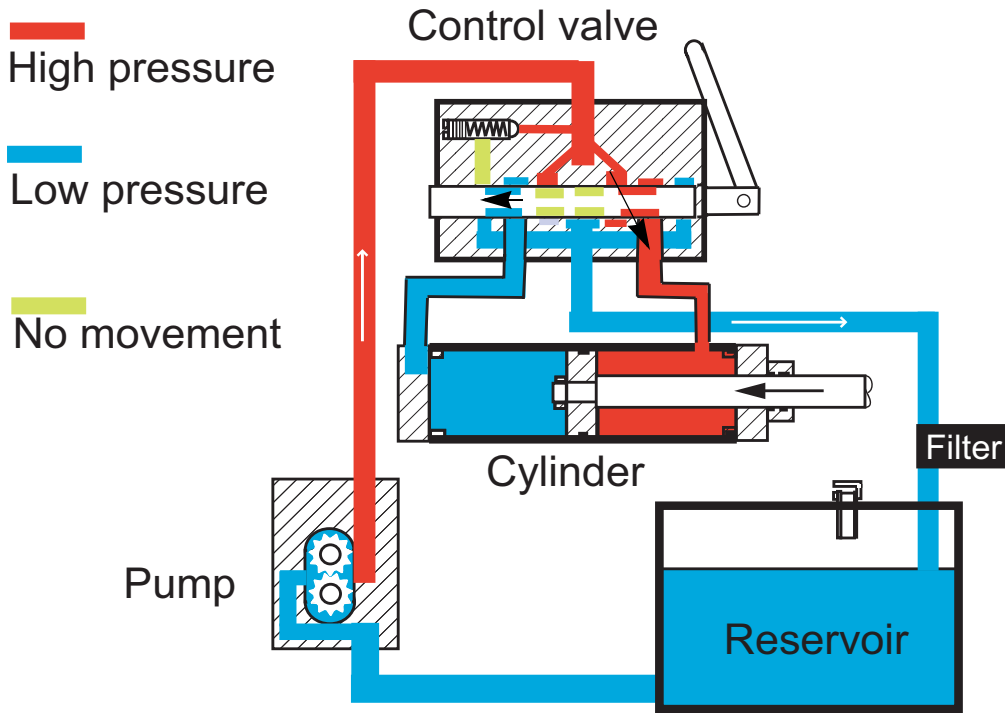 Control valve
High pressure
Low pressure
No movement
Cylinder
Filter
Pump
Reservoir